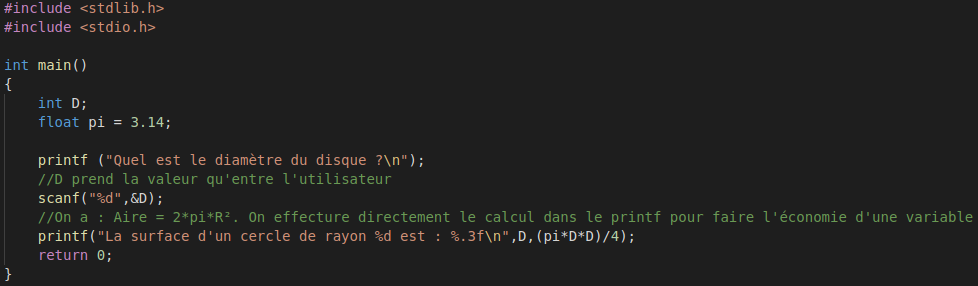 #include <stdlib.h>
#include <stdio.h>
int main()
{
int D;
float pi = 3.14;
printf ("Quel est le diamètre du disque ?\n");
//D prend la valeur qu'entre l'utilisateur
scanf("%d",&D);
//On a : Aire = 2*pi*R². On effecture directement le calcul dans le printf pour faire l'économie d'une variable
printf("La surface d'un cercle de rayon %d est : %.3f\n",D,(pi*D*D)/4);
return 0;
}